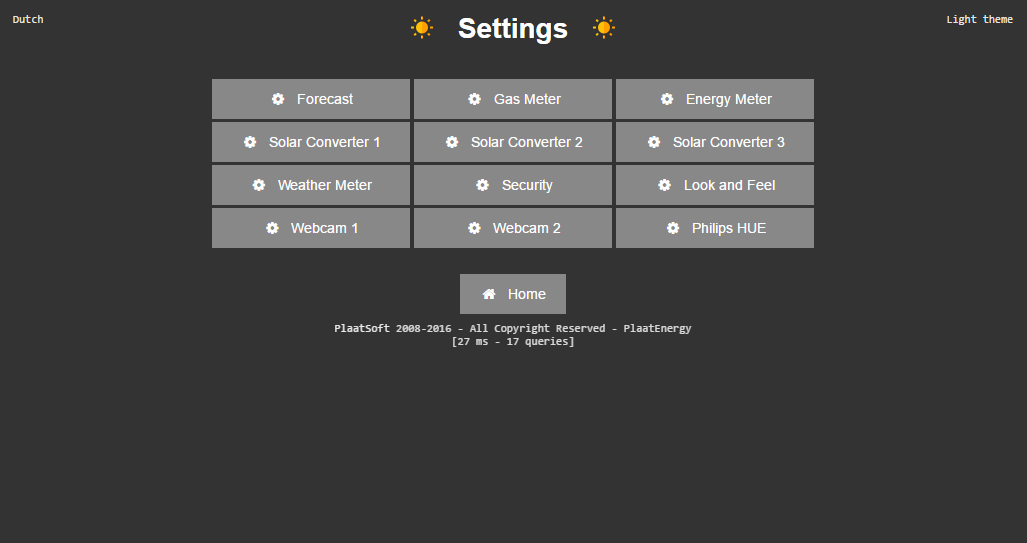 Dutch
Settings
Light theme
Forecast
Gas Meter
Energy Meter
Solar Converter 1
Solar Converter 2
Solar Converter 3
Weather Meter
Security
Look and Feel
Webcam 1
Webcam 2
Philips HUE
Home
PlaatSoft 2008-2016 - All Copyright Reserved - PlaatEnergy
[27 ms - 17 queries]